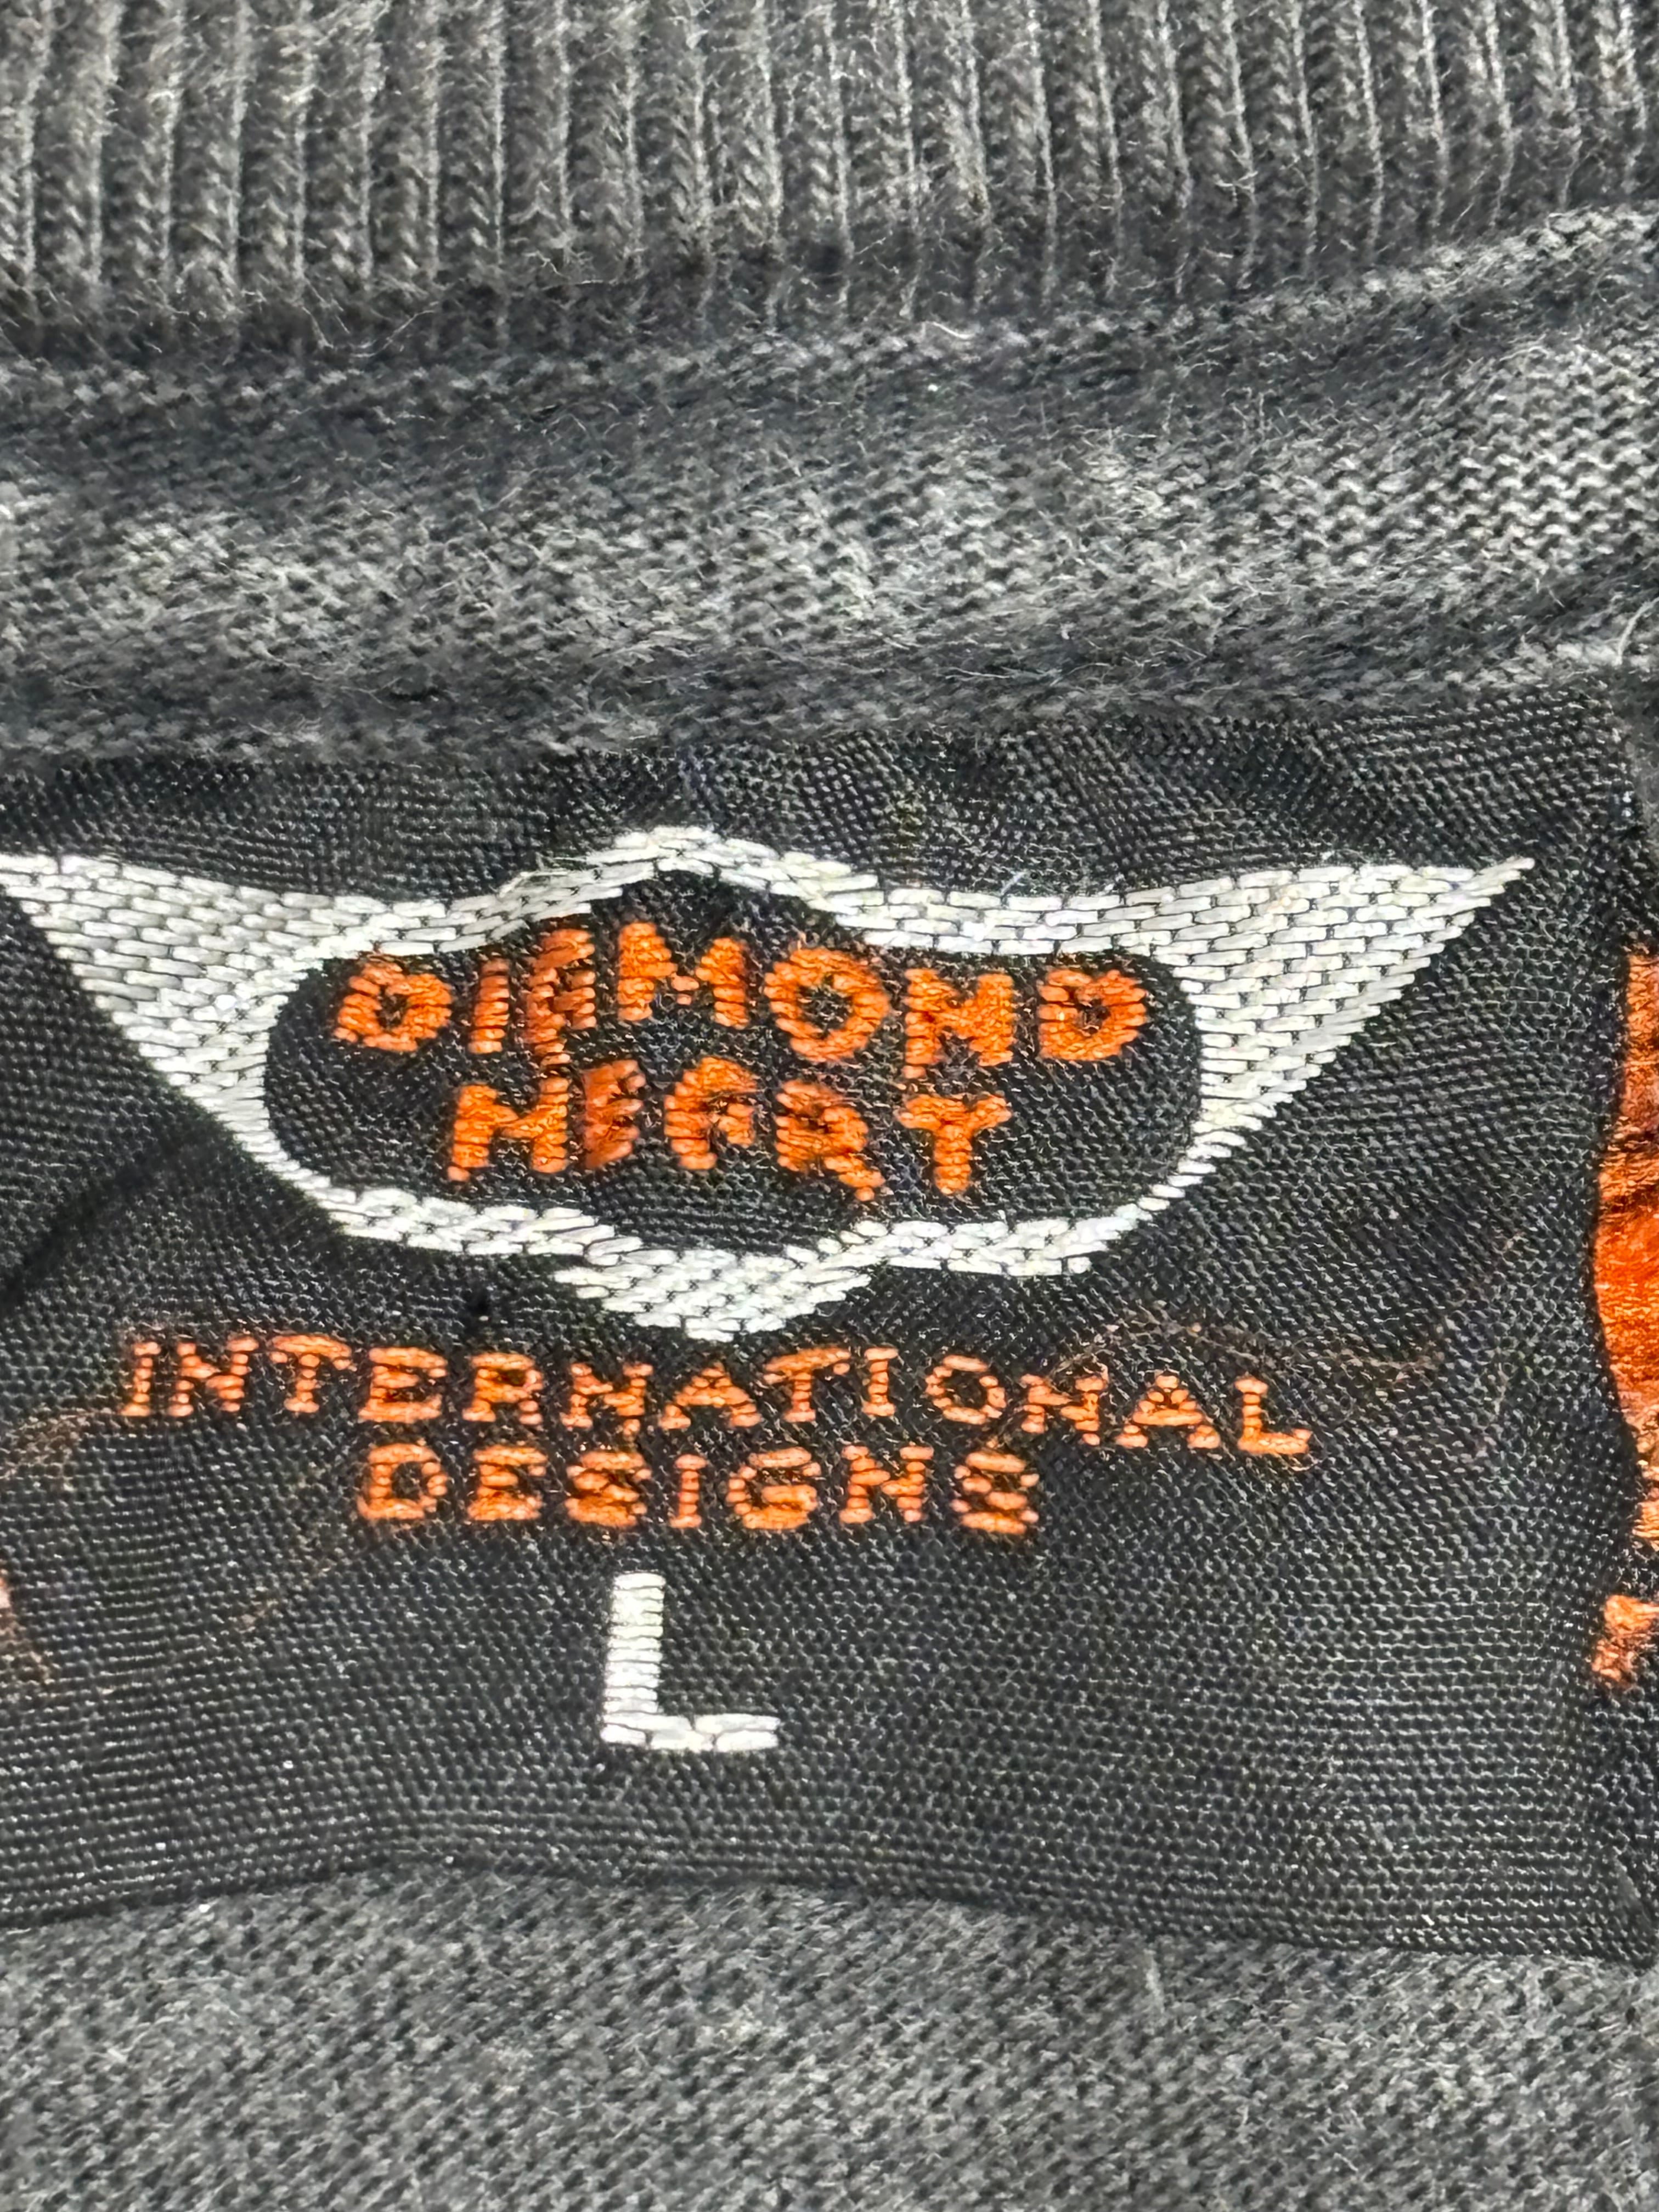 DIAMOND
HEART
INTERNATIONAL
DESIGNS
L